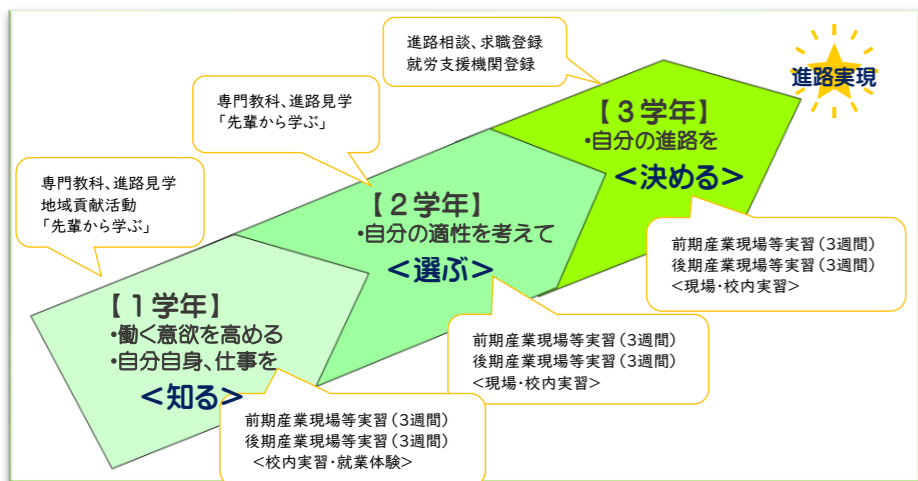 進路相談、求職登録
就労支援機関登録
進路実現
専門教科、進路見学
「先輩から学ぶ」
【3学年】
・自分の進路を
<決める>
専門教科、進路見学
地域貢献活動
「先輩から学ぶ」
【2学年】
・自分の適性を考えて
<選ぶ>
前期産業現場等実習(3週間)
後期産業現場等実習(3週間)
<現場・校内実習>
【1学年】
・働く意欲を高める
・自分自身、仕事を
<知る>
前期産業現場等実習(3週間)
後期産業現場等実習(3週間)
<現場・校内実習>
前期産業現場等実習(3週間)
後期産業現場等実習(3週間)
<校内実習・就業体験>